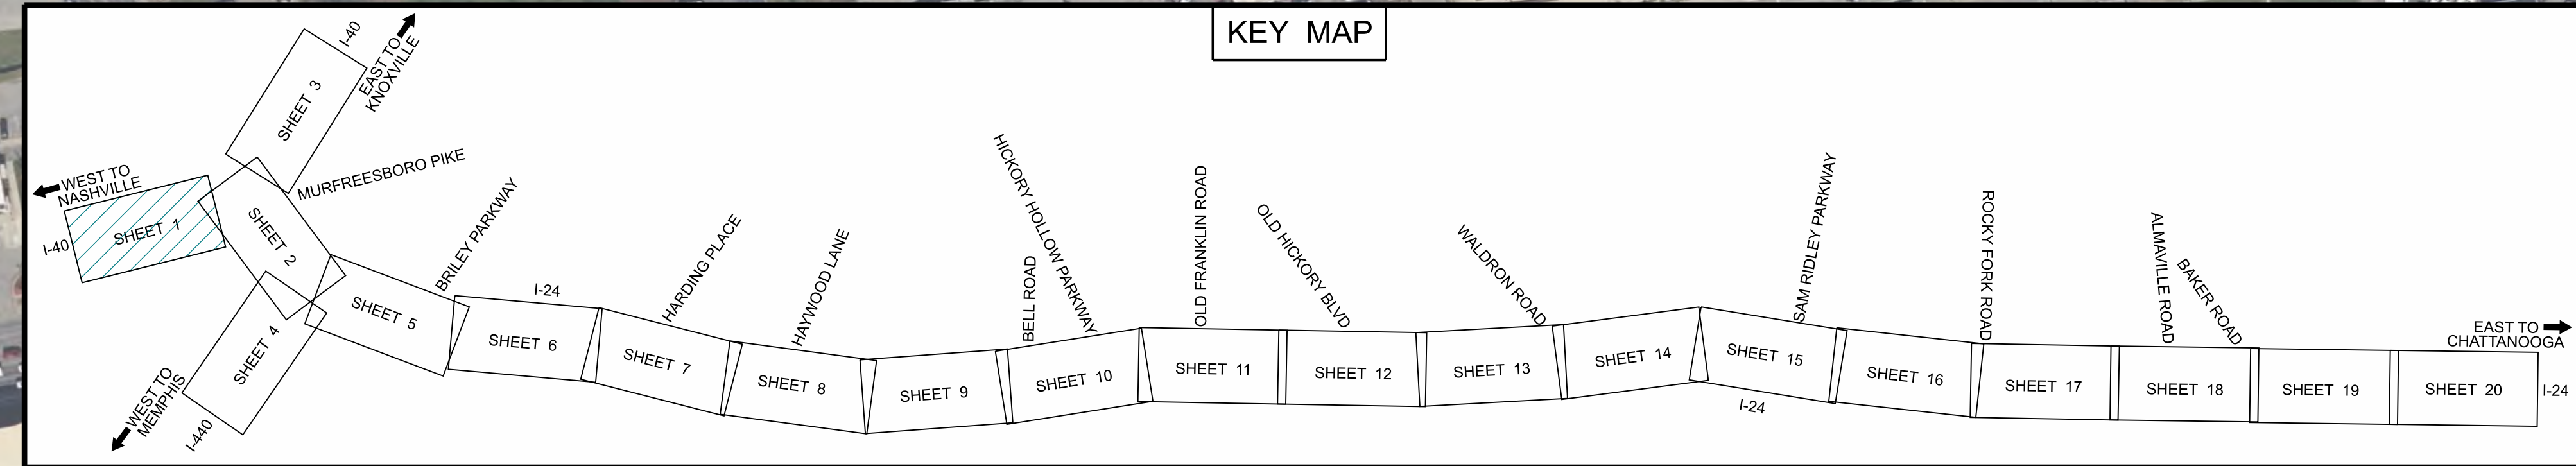 KEY MAP
I-40
EAST TO
KNOXVILLE
SHEET 3
WEST TO
NASHVILLE
MURFREESBORO PIKE
I-40
SHEET 1
SHEET 2
BRILEY PARKWAY
SHEET 4
WEST TO
MEMPHIS
I-440
SHEET 5
I-24
SHEET 6
HARDING PLACE
SHEET 7
HAYWOOD LANE
SHEET 8
SHEET 9
BELL ROAD
HICKORY HOLLOW PARKWAY
SHEET 10
OLD FRANKLIN ROAD
SHEET 11
OLD HICKORY BLVD
SHEET 12
WALDRON ROAD
SHEET 13
SHEET 14
SAM RIDLEY PARKWAY
SHEET 15
I-24
SHEET 16
ROCKY FORK ROAD
SHEET 17
ALMAVILLE ROAD
BAKER ROAD
SHEET 18
SHEET 19
SHEET 20
EAST TO
CHATTANOOGA
I-24